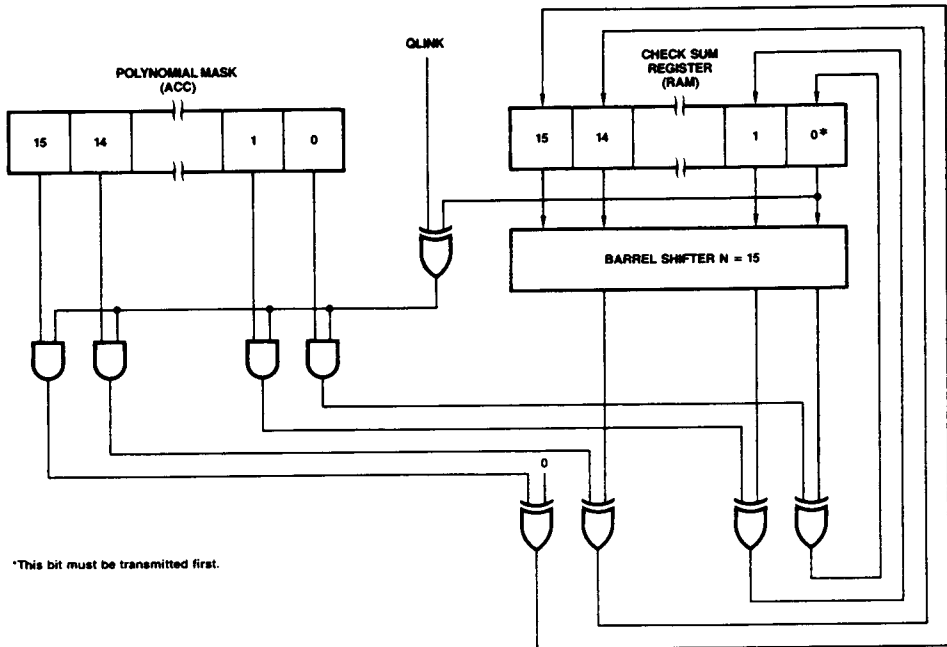 QLINK
POLYNOMIAL MASK
(ACC)
CHECK SUM
REGISTER
(RAM)
15 14 1 0
15 14 1 0*
BARREL SHIFTER N = 15
0
*This bit must be transmitted first.